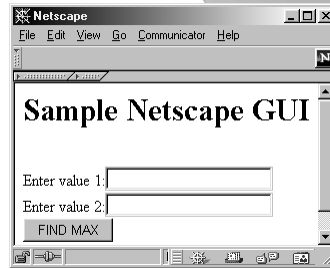 Netscape
File Edit View Go Communicator Help
N
Sample Netscape GUI
Enter value 1:
Enter value 2:
FIND MAX